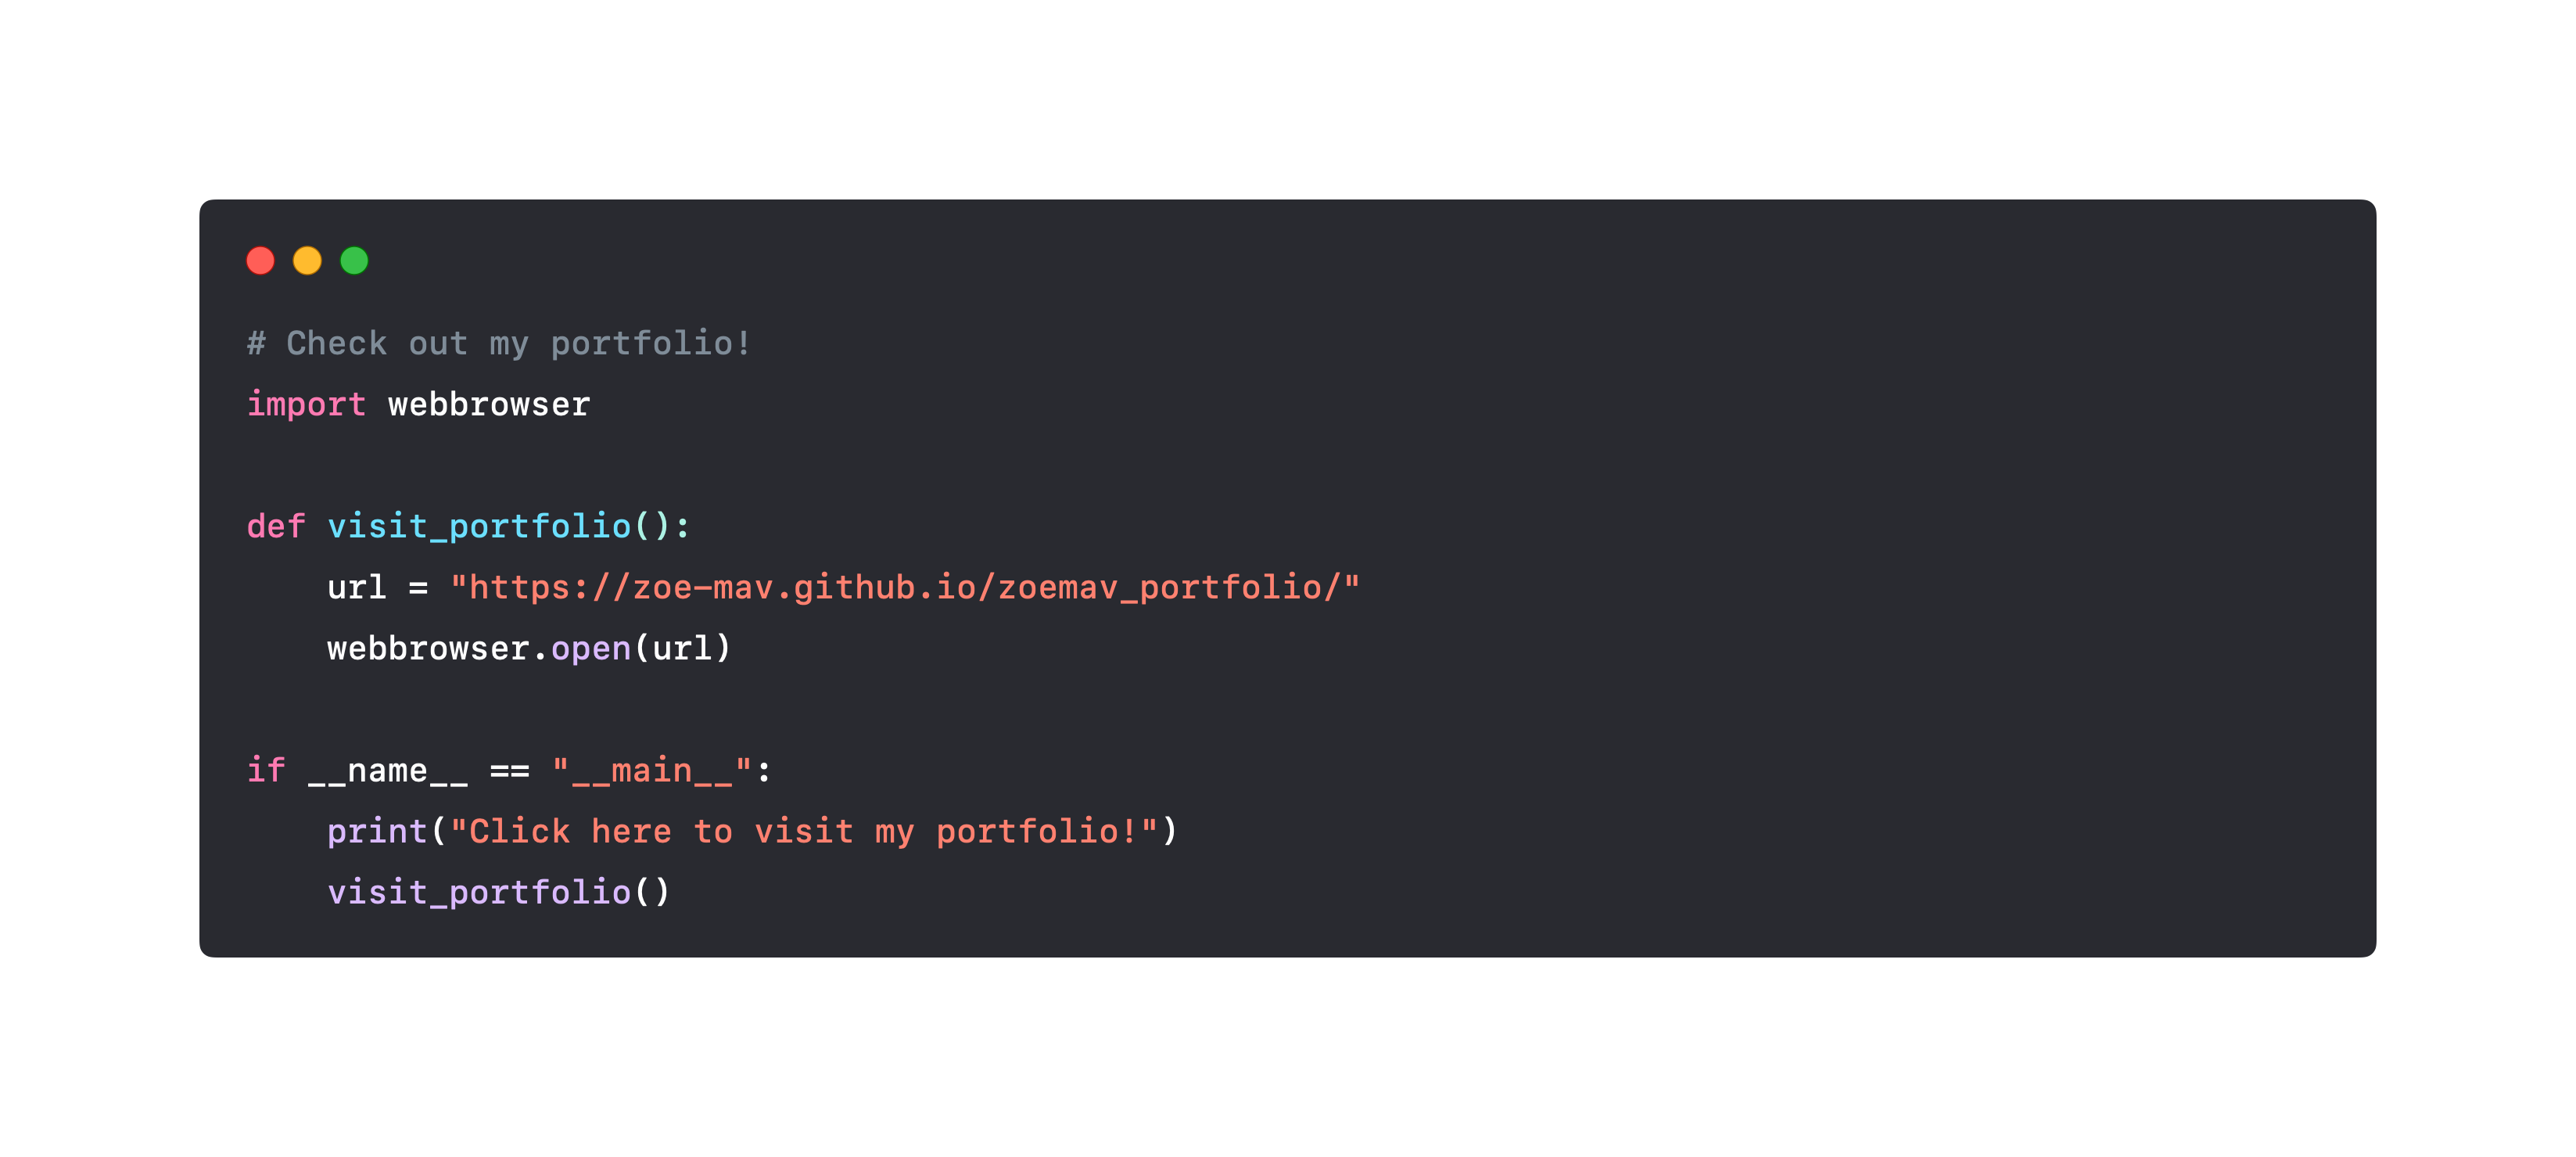 # Check out my portfolio!
import webbrowser
def visit_portfolio():
    url = "https://zoe-mav.github.io/zoemav_portfolio/"
    webbrowser.open(url)
if __name__ == "__main__":
    print("Click here to visit my portfolio!")
    visit_portfolio()